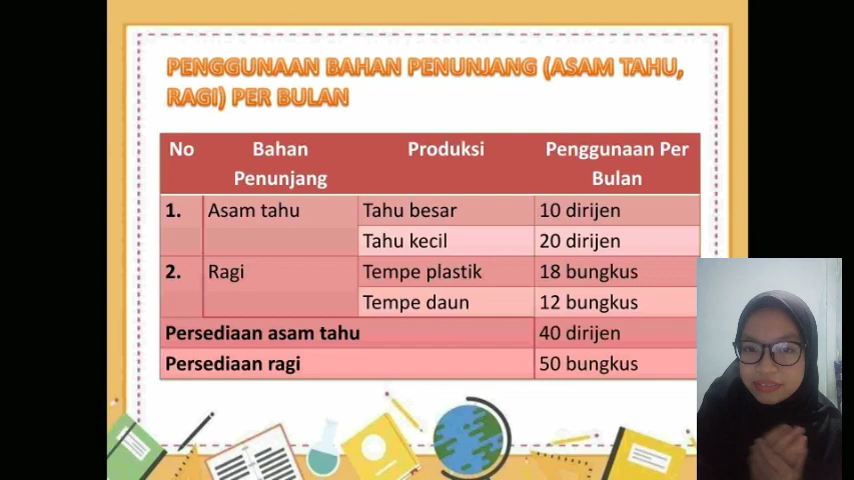 PENGGUNAAN BAHAN PENUNJANG (ASAM TAHU,
RAGI) PER BULAN
No Bahan Penunjang Produksi Penggunaan Per Bulan
1. Asam tahu Tahu besar 10 dirijen
Tahu kecil 20 dirijen
2. Ragi Tempe plastik 18 bungkus
Tempe daun 12 bungkus
Persediaan asam tahu 40 dirijen
Persediaan ragi 50 bungkus